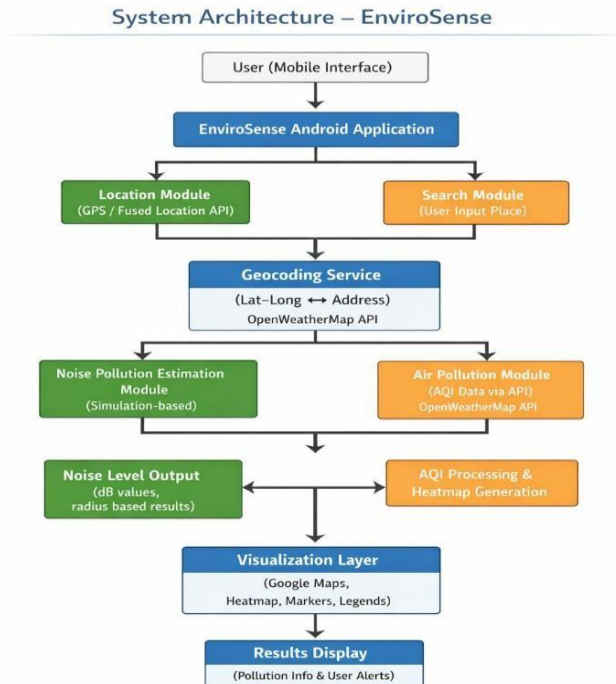 System Architecture – EnviroSense
User (Mobile Interface)
EnviroSense Android Application
Location Module
(GPS / Fused Location API)
Search Module
(User Input Place)
Geocoding Service
(Lat–Long ↔ Address)
OpenWeatherMap API
Noise Pollution Estimation
Module
(Simulation-based)
Air Pollution Module
(AQI Data via API)
OpenWeatherMap API
Noise Level Output
(dB values,
radius based results)
AQI Processing &
Heatmap Generation
Visualization Layer
(Google Maps,
Heatmap, Markers, Legends)
Results Display
(Pollution Info & User Alerts)